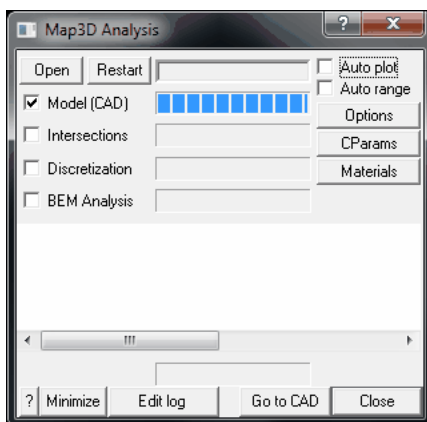 Map3D Analysis ? X
Open Restart Auto plot
Auto range
Model (CAD) Options
Intersections CParams
Discretization Materials
BEM Analysis
? Minimize Edit log Go to CAD Close